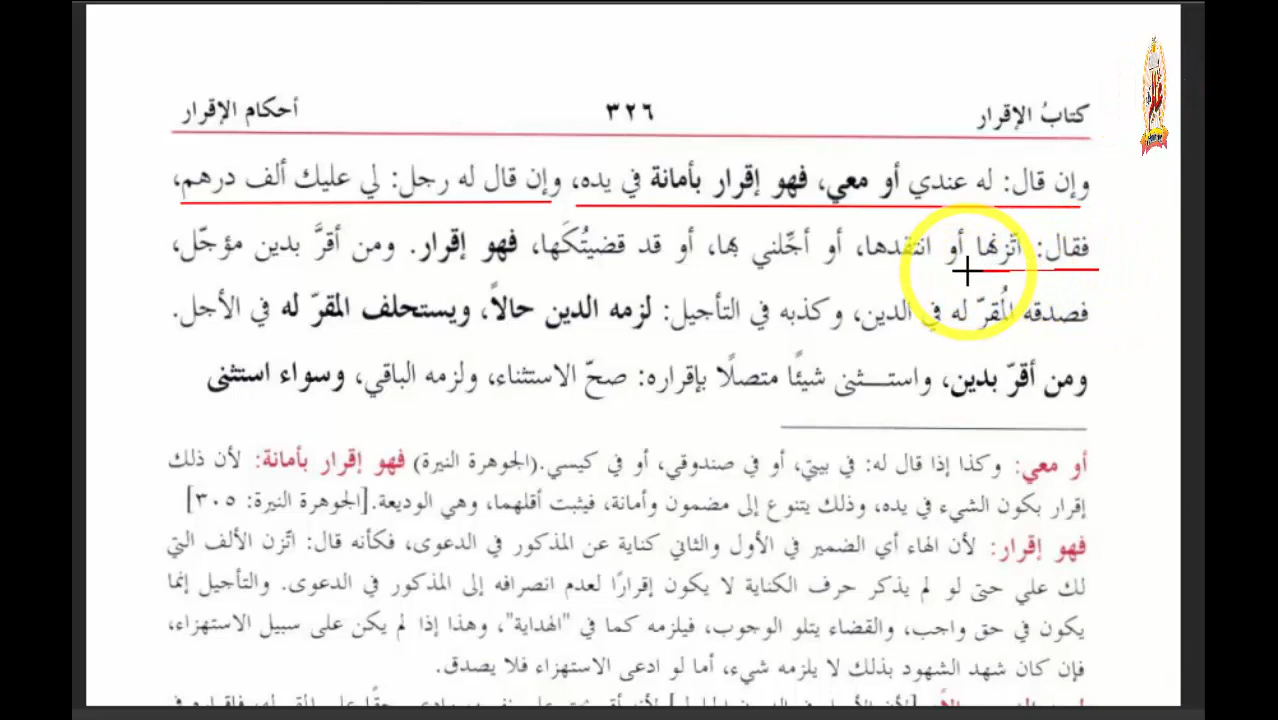 كتابُ الإقرار ٣٢٦ أحكام الإقرار
وإن قال: له عندي أو معي، فهو إقرار بأمانة في يده، وإن قال له رجل: لي عليك ألف درهم،
فقال: اتّزنها أو انتقدها، أو أجّلني بها، أو قد قضيتُكَها، فهو إقرار. ومن أقرَّ بدين مؤجّل،
فصدقه المُقرّ له في الدين، وكذبه في التأجيل: لزمه الدين حالاً، ويستحلف المقرّ له في الأجل.
ومن أقرّ بدين، واستثنى شيئًا متصلًا بإقراره: صحّ الاستثناء، ولزمه الباقي، وسواء استثنى
أو معي: وكذا إذا قال له: في بيتي، أو في صندوقي، أو في كيسي.(الجوهرة النيرة) فهو إقرار بأمانة: لأن ذلك
إقرار بكون الشيء في يده، وذلك يتنوع إلى مضمون وأمانة، فيثبت أقلهما، وهي الوديعة.[الجوهرة النيرة: ٣٠٥]
فهو إقرار: لأن الهاء أي الضمير في الأول والثاني كناية عن المذكور في الدعوى، فكأنه قال: اتّزن الألف التي
لك علي حتى لو لم يذكر حرف الكناية لا يكون إقرارًا لعدم انصرافه إلى المذكور في الدعوى. والتأجيل إنما
يكون في حق واجب، والقضاء يتلو الوجوب، فيلزمه كما في "الهداية"، وهذا إذا لم يكن على سبيل الاستهزاء،
فإن كان شهد الشهود بذلك لا يلزمه شيء، أما لو ادعى الاستهزاء فلا يصدق.